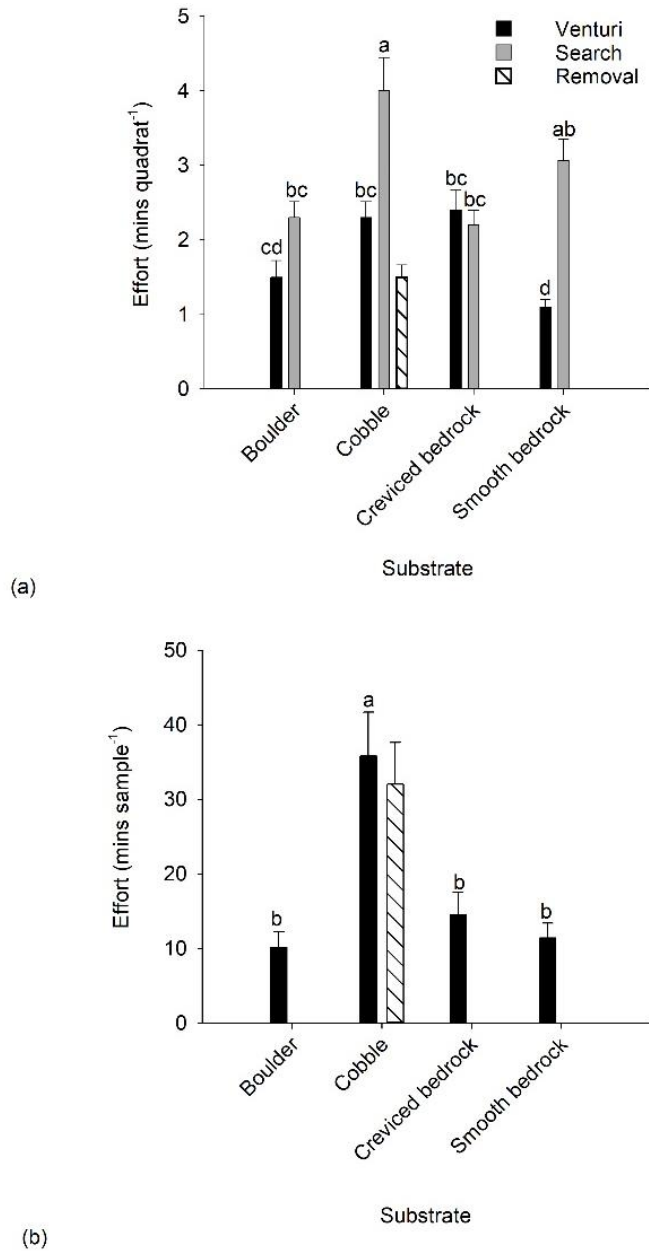 5
4
3
2
1
0
Effort (mins quadrat⁻¹)
Venturi
Search
Removal
cd
bc
bc
a
bc
bc
d
ab
Boulder
Cobble
Creviced bedrock
Smooth bedrock
Substrate
(a)
50
40
30
20
10
0
Effort (mins sample⁻¹)
b
a
b
b
Boulder
Cobble
Creviced bedrock
Smooth bedrock
Substrate
(b)